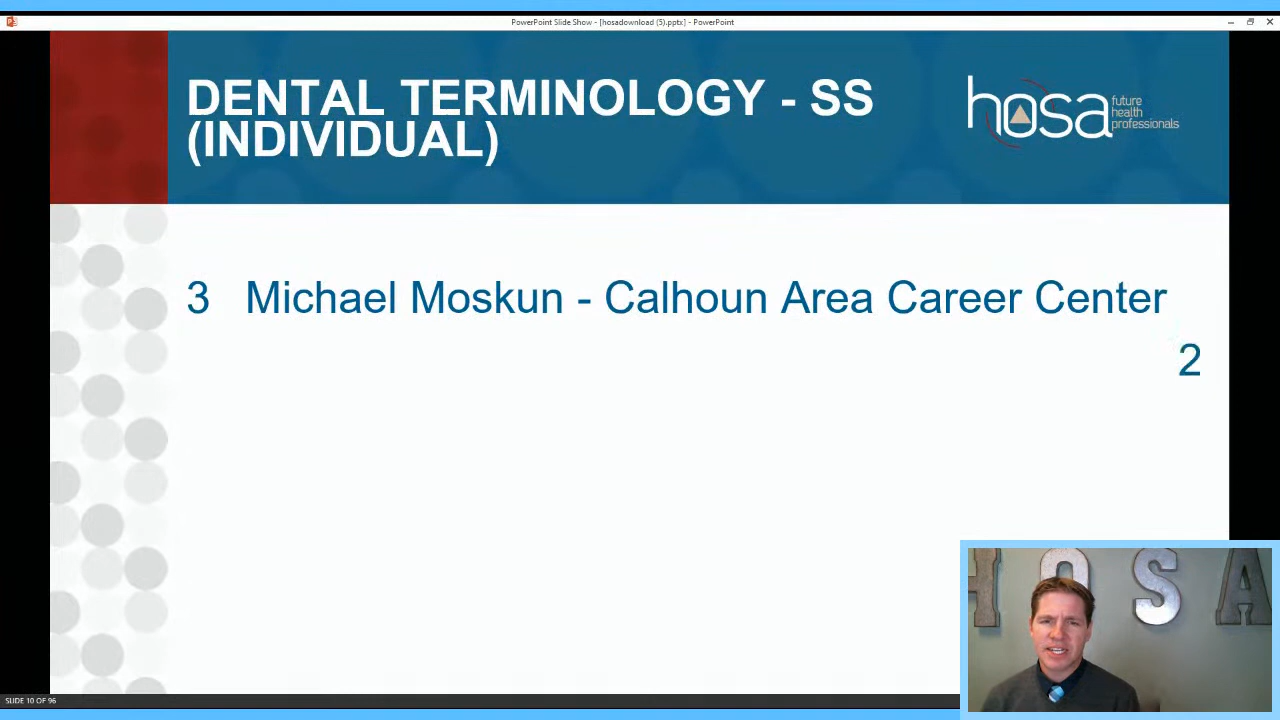 PowerPoint Slide Show - [hosadownload (5).pptx] - PowerPoint
DENTAL TERMINOLOGY - SS
(INDIVIDUAL)
hosa
future
health
professionals
3 Michael Moskun - Calhoun Area Career Center
2
HOSA
SLIDE 10 OF 96